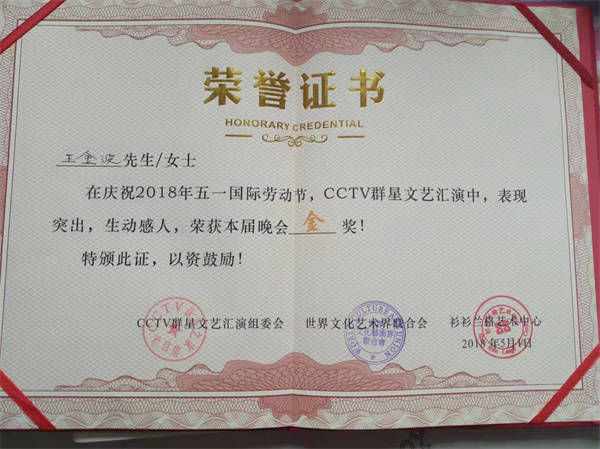 荣誉证书
HONORARY CREDENTIAL
王金波先生/女士
在庆祝2018年五一国际劳动节，CCTV群星文艺汇演中，表现
突出，生动感人，荣获本届晚会金奖！
特颁此证，以资鼓励！
CCTV群星文艺汇演组委会 世界文化艺术界联合会 衫衫兰格艺术中心
2018年5月1日